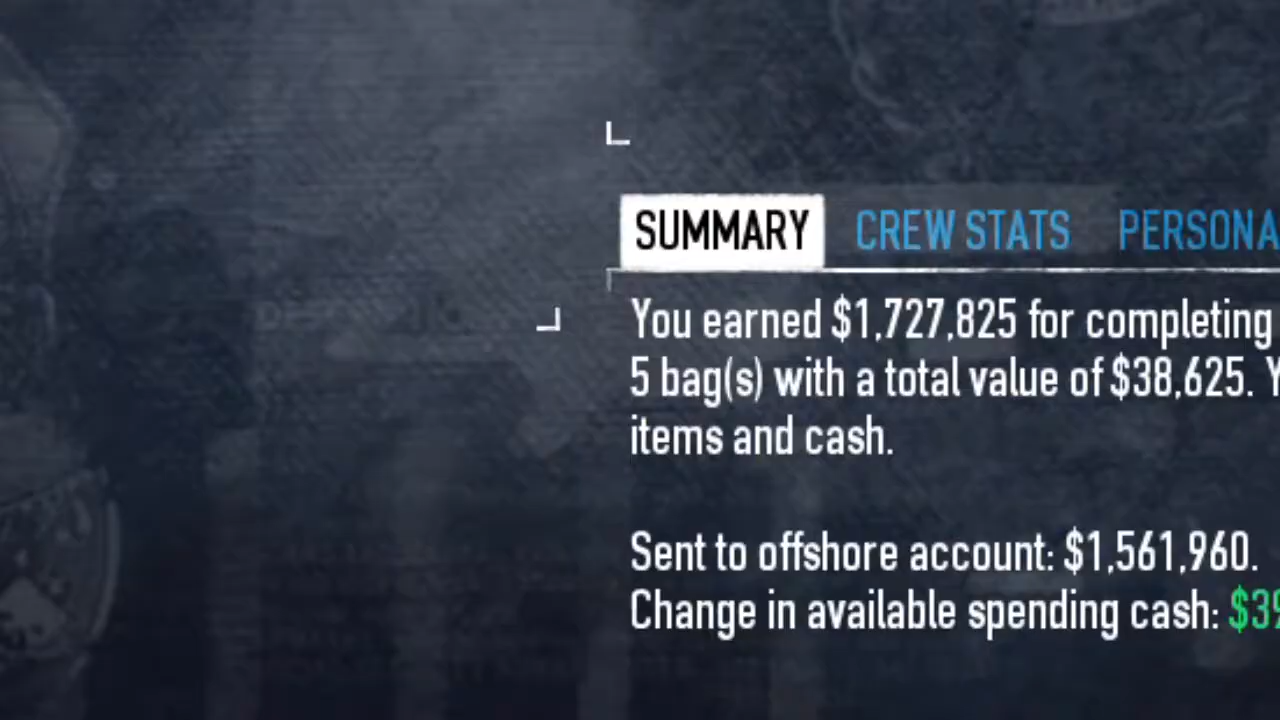 SUMMARY CREW STATS PERSONA
You earned $1,727,825 for completing
5 bag(s) with a total value of $38,625. Y
items and cash.
Sent to offshore account: $1,561,960.
Change in available spending cash: $39